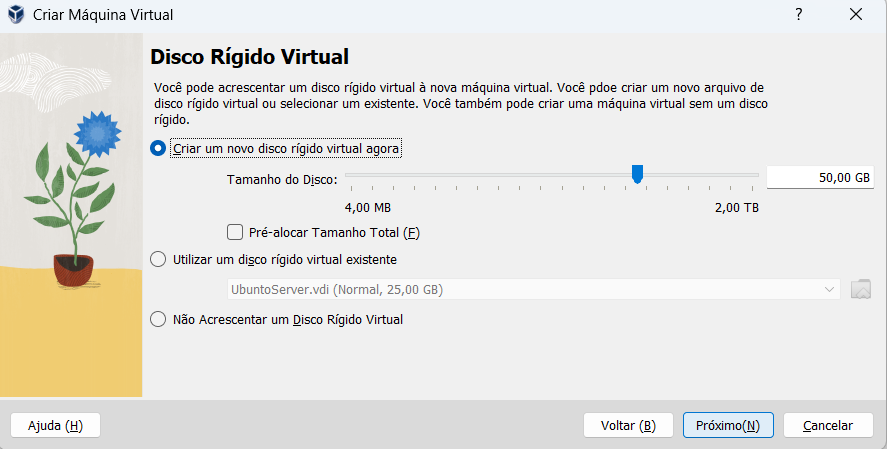 Criar Máquina Virtual
?
Disco Rígido Virtual
Você pode acrescentar um disco rígido virtual à nova máquina virtual. Você pdoe criar um novo arquivo de
disco rígido virtual ou selecionar um existente. Você também pode criar uma máquina virtual sem um disco
rígido.
Criar um novo disco rígido virtual agora
Tamanho do Disco:
50,00 GB
4,00 MB
2,00 TB
Pré-alocar Tamanho Total (F)
Utilizar um disco rígido virtual existente
UbuntoServer.vdi (Normal, 25,00 GB)
Não Acrescentar um Disco Rígido Virtual
Ajuda (H)
Voltar (B)
Próximo(N)
Cancelar